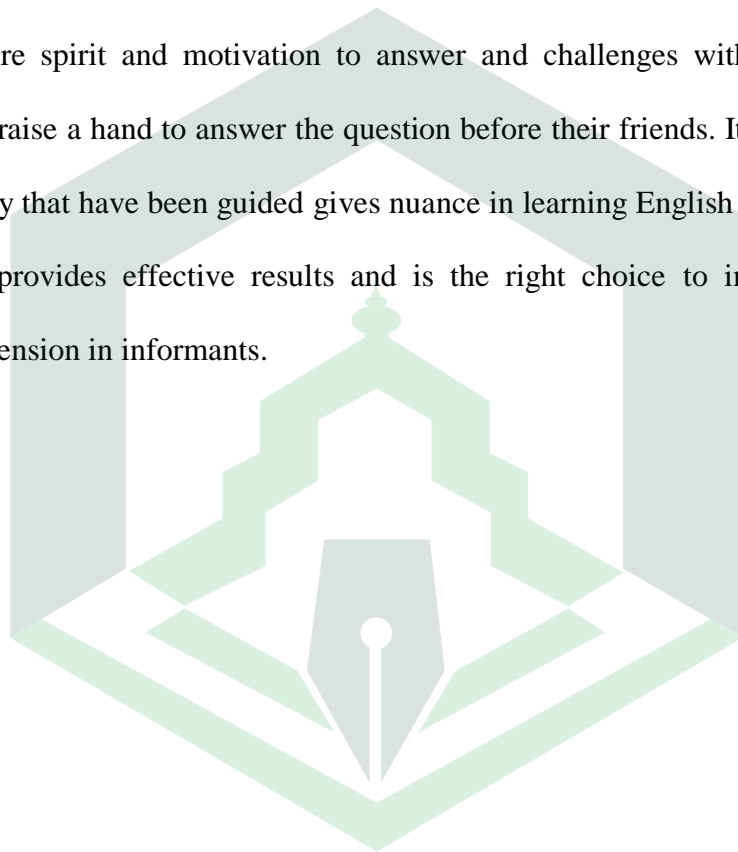 re spirit and motivation to answer and challenges with
raise a hand to answer the question before their friends. It
y that have been guided gives nuance in learning English
provides effective results and is the right choice to in
ension in informants.